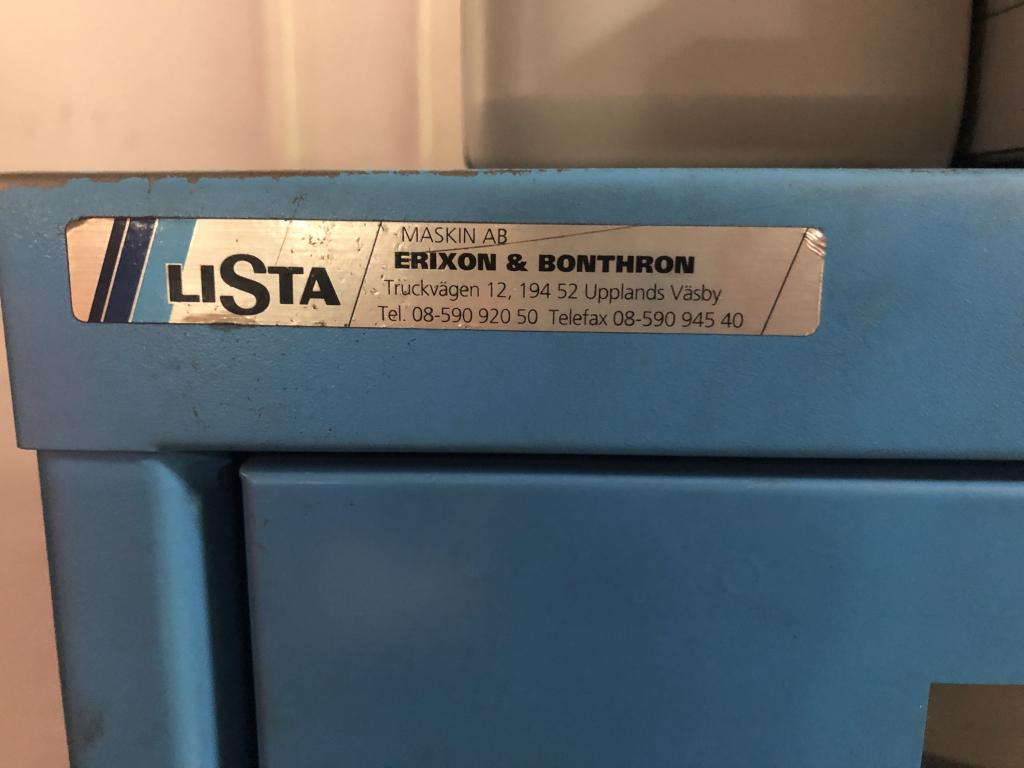 LISTA
MASKIN AB
ERIXON & BONTHRON
Truckvägen 12, 194 52 Upplands Väsby
Tel. 08-590 920 50 Telefax 08-590 945 40